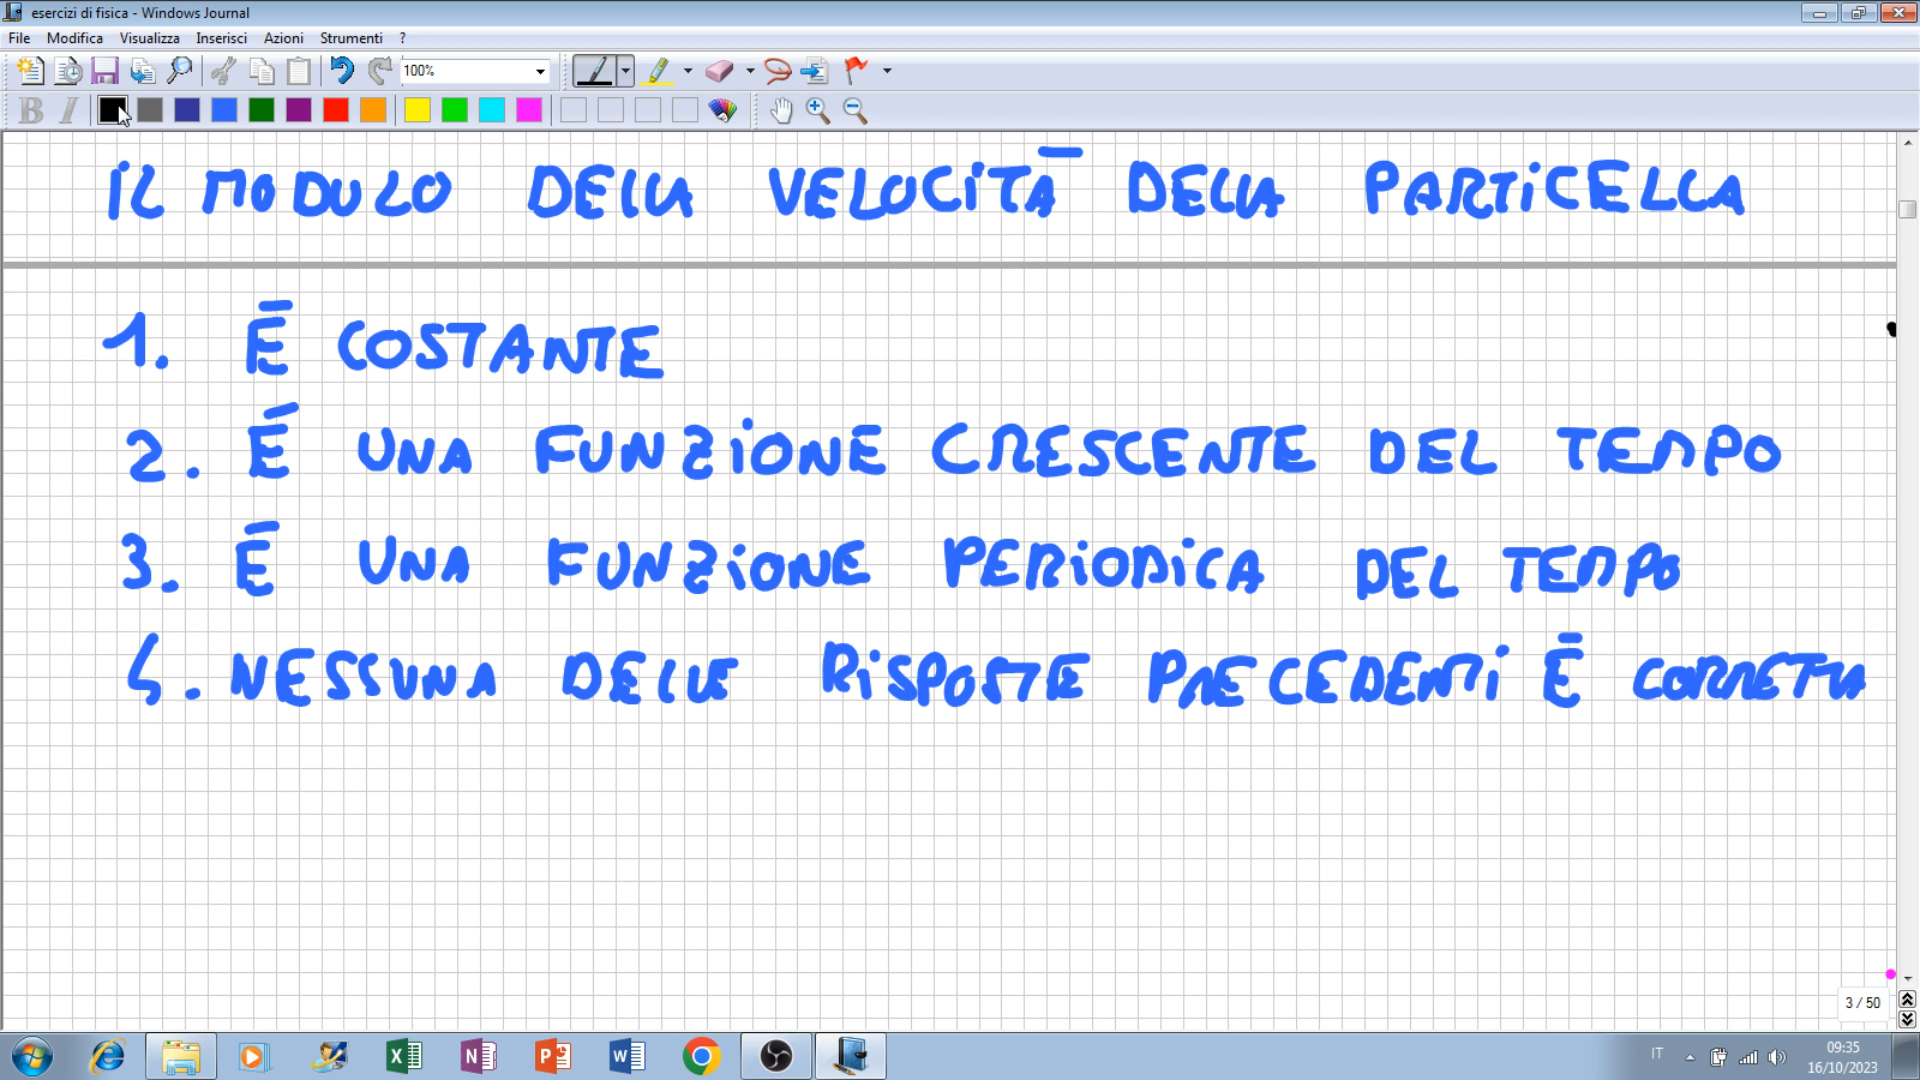 esercizi di fisica - Windows Journal
File Modifica Visualizza Inserisci Azioni Strumenti ?
100%
B I
IL MODULO DELLA VELOCITĀ DELLA PARTICELLA
1. Ē COSTANTE
2. Ē UNA FUNZIONE CRESCENTE DEL TEMPO
3. Ē UNA FUNZIONE PERIODICA DEL TEMPO
4. NESSUNA DELLE RISPOSTE PRECEDENTI Ē CORRETTA
3 / 50
IT
09:35
16/10/2023